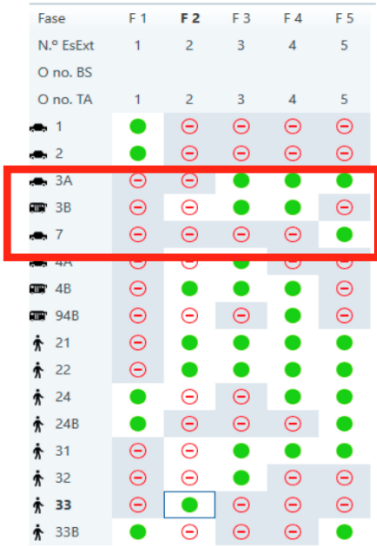 Fase F 1 F 2 F 3 F 4 F 5
N.º EsExt 1 2 3 4 5
O no. BS
O no. TA 1 2 3 4 5
1
2
3A
3B
7
4A
4B
94B
21
22
24
24B
31
32
33
33B